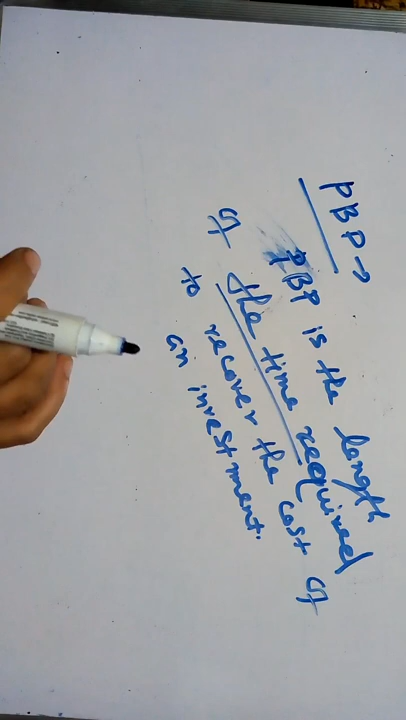 PBP →
PBP is the length
of the time required
to recover the cost of
an investment.